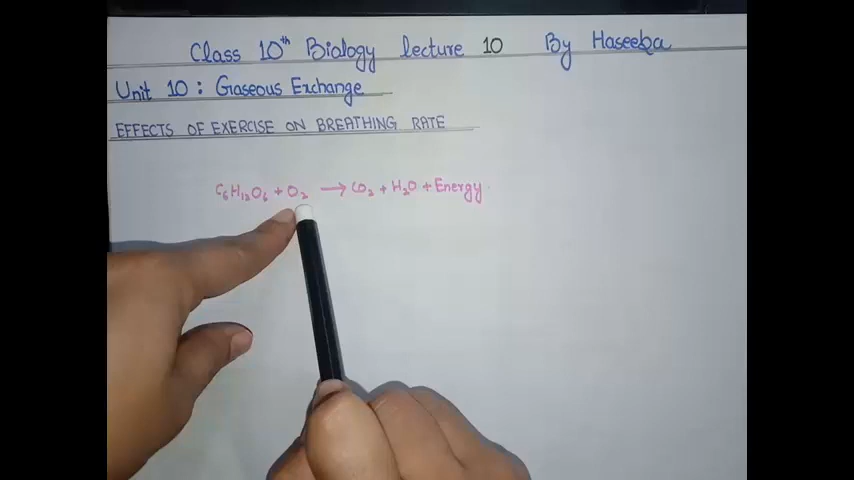 Class 10th Biology lecture 10 By Haseeba
Unit 10 : Gaseous Exchange
EFFECTS OF EXERCISE ON BREATHING RATE
C₆H₁₂O₆ + O₂ → CO₂ + H₂O + Energy